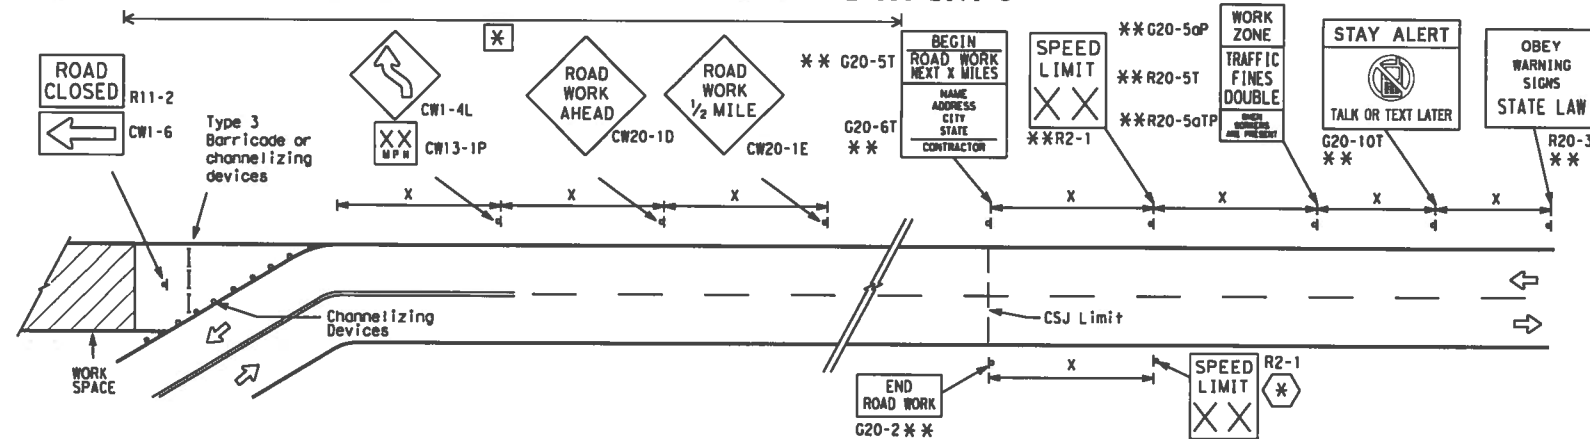 *
ROAD
CLOSED
R11-2
CW1-6
Type 3
Barricade or
channelizing
devices
CW1-4L
XX
MPH
CW13-1P
ROAD
WORK
AHEAD
CW20-1D
ROAD
WORK
1/2 MILE
CW20-1E
** G20-5T
BEGIN
ROAD WORK
NEXT X MILES
NAME
ADDRESS
CITY
STATE
CONTRACTOR
G20-6T
**
SPEED
LIMIT
XX
**R2-1
**G20-5aP
WORK
ZONE
**R20-5T
TRAFFIC
FINES
DOUBLE
**R20-5aTP
WHEN
WORKERS
ARE PRESENT
STAY ALERT
TALK OR TEXT LATER
G20-10T
**
OBEY
WARNING
SIGNS
STATE LAW
R20-3
**
X X X X X X X
Channelizing
Devices
WORK
SPACE
CSJ Limit
X
END
ROAD WORK
G20-2 **
SPEED
LIMIT
XX
R2-1
*